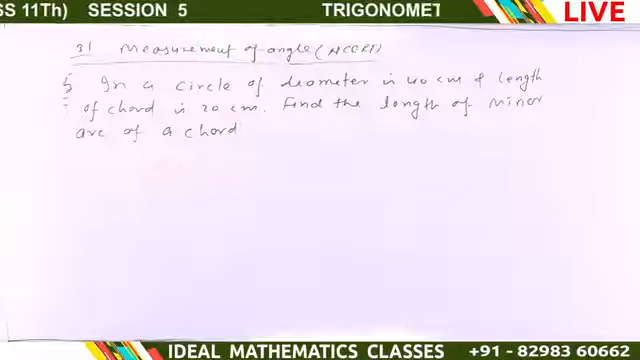 SS 11Th) SESSION 5 TRIGONOMET LIVE
3.1 Measurement of angle (NCERT)
5 In a circle of diameter is 40 cm & length
of chord is 20 cm. Find the length of minor
arc of a chord
IDEAL MATHEMATICS CLASSES +91 - 82983 60662